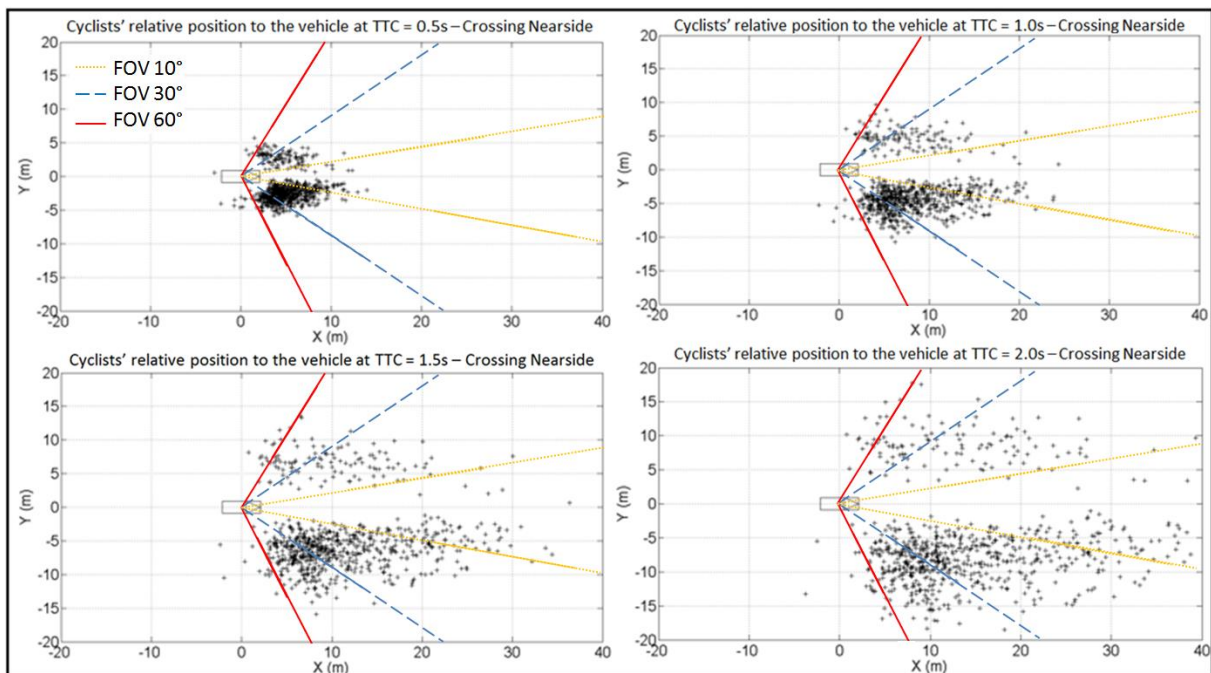 Cyclists' relative position to the vehicle at TTC = 0.5s – Crossing Nearside
20
15
10
5
0
-5
-10
-15
-20
Y (m)
FOV 10°
FOV 30°
FOV 60°
-20 -10 0 10 20 30 40
X (m)
Cyclists' relative position to the vehicle at TTC = 1.0s – Crossing Nearside
20
15
10
5
0
-5
-10
-15
-20
Y (m)
-20 -10 0 10 20 30 40
X (m)
Cyclists' relative position to the vehicle at TTC = 1.5s – Crossing Nearside
20
15
10
5
0
-5
-10
-15
-20
Y (m)
-20 -10 0 10 20 30 40
X (m)
Cyclists' relative position to the vehicle at TTC = 2.0s – Crossing Nearside
20
15
10
5
0
-5
-10
-15
-20
Y (m)
-20 -10 0 10 20 30 40
X (m)